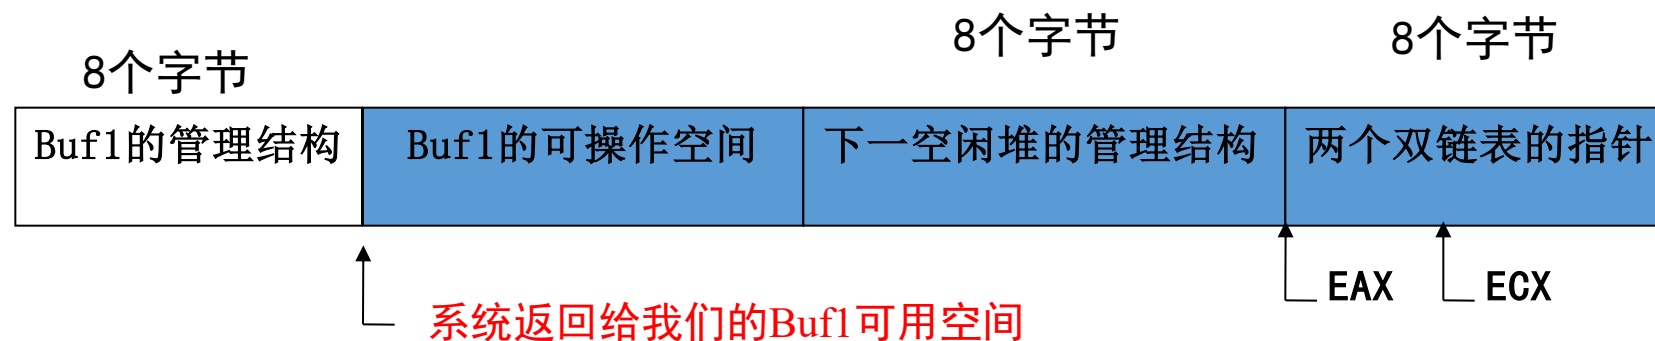 8个字节
8个字节
8个字节
Buf1的管理结构
Buf1的可操作空间
下一空闲堆的管理结构
两个双链表的指针
EAX
ECX
系统返回给我们的Buf1可用空间